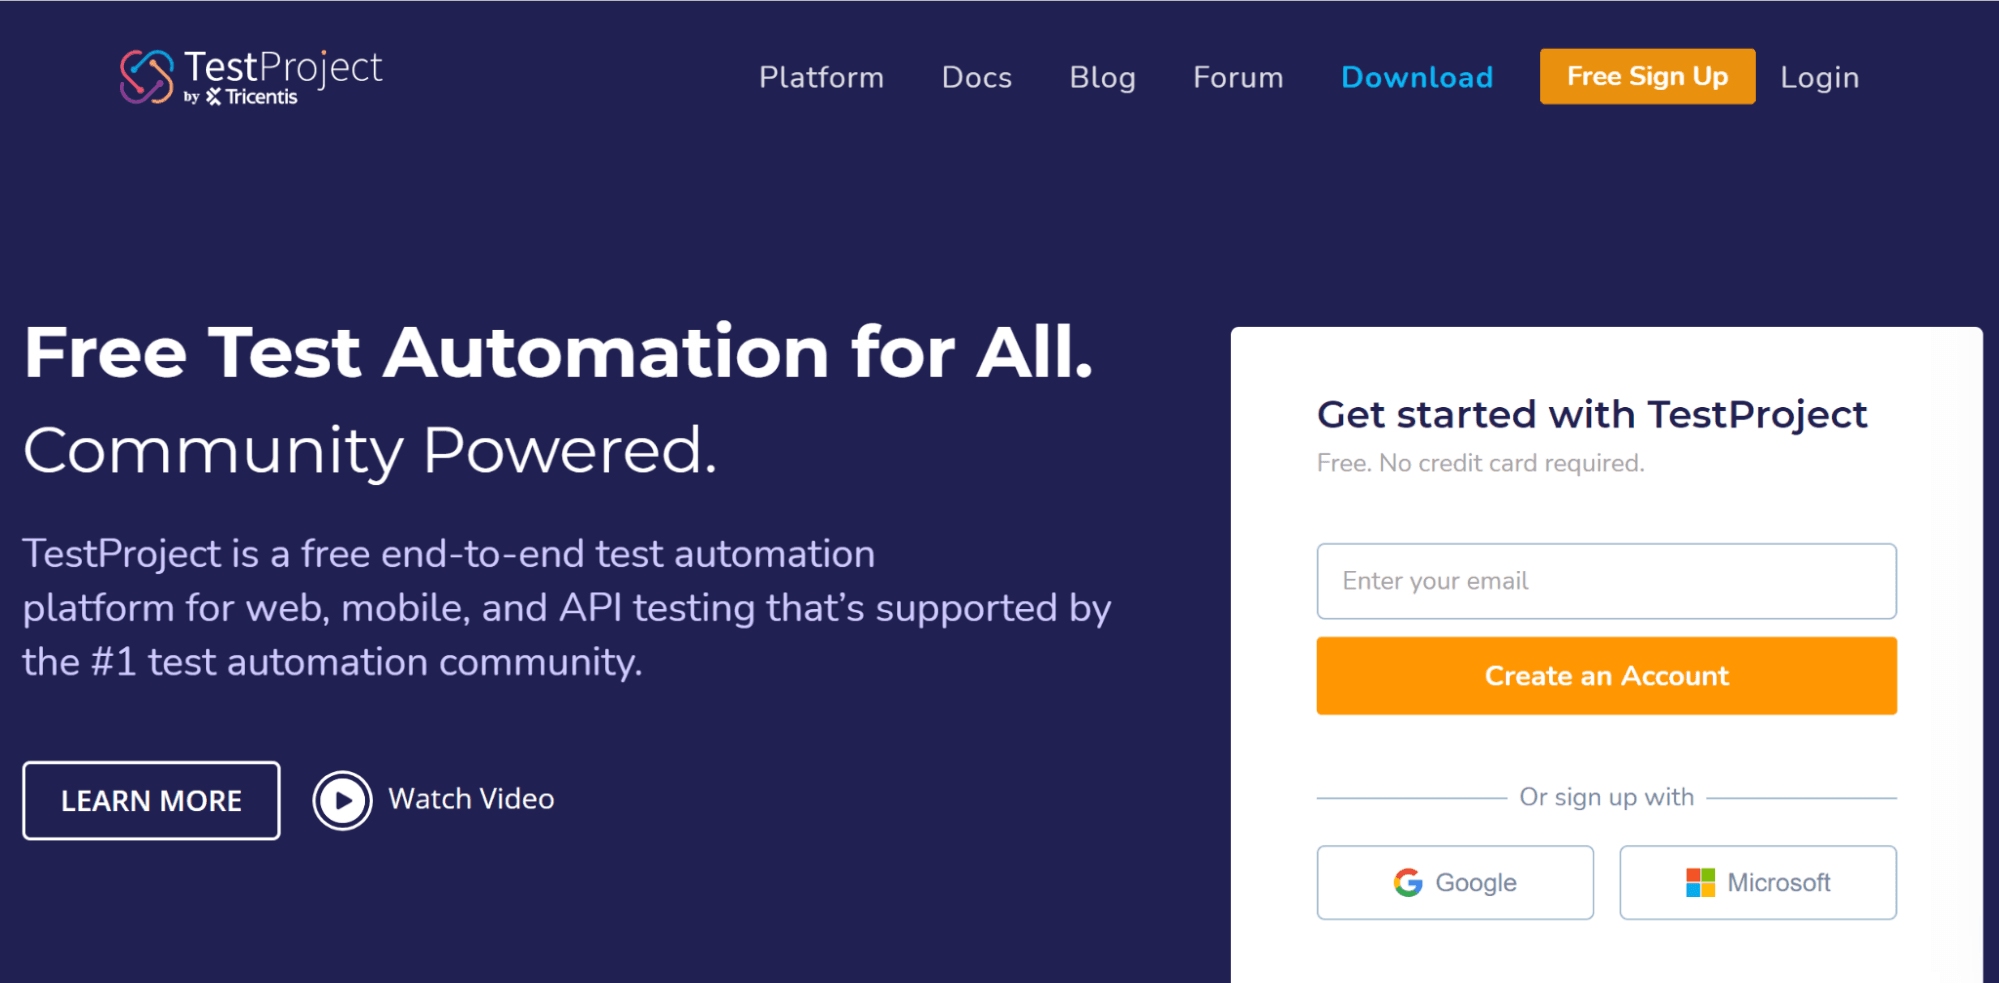 TestProject
by Tricentis
Platform Docs Blog Forum Download Free Sign Up Login
Free Test Automation for All.
Community Powered.
TestProject is a free end-to-end test automation
platform for web, mobile, and API testing that’s supported by
the #1 test automation community.
LEARN MORE Watch Video
Get started with TestProject
Free. No credit card required.
Enter your email
Create an Account
Or sign up with
Google Microsoft